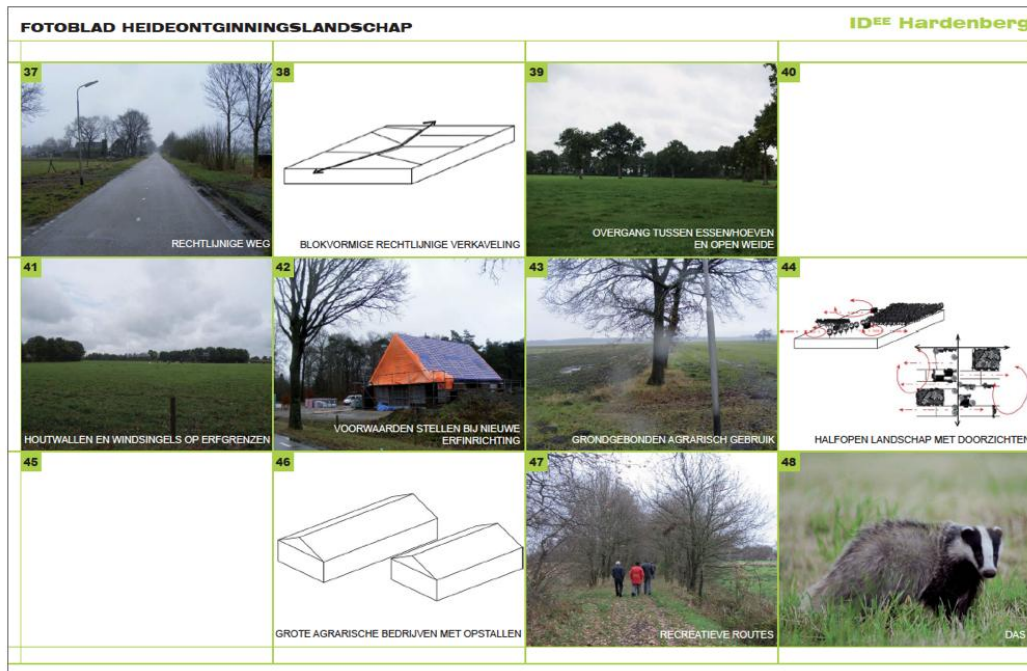 FOTOBLAD HEIDEONTGINNINGSLANDSCHAP
IDEE Hardenberg
37
RECHTLIJNIGE WEG
38
BLOKVORMIGE RECHTLIJNIGE VERKAVELING
39
OVERGANG TUSSEN ESSEN/HOEVEN
EN OPEN WEIDE
40
41
HOUTWALLEN EN WINDSINGELS OP ERFGRENZEN
42
VOORWAARDEN STELLEN BIJ NIEUWE
ERFINRICHTING
43
GRONDGEBONDEN AGRARISCH GEBRUIK
44
HALFOPEN LANDSCHAP MET DOORZICHTEN
45
46
GROTE AGRARISCHE BEDRIJVEN MET OPSTALLEN
47
RECREATIEVE ROUTES
48
DAS